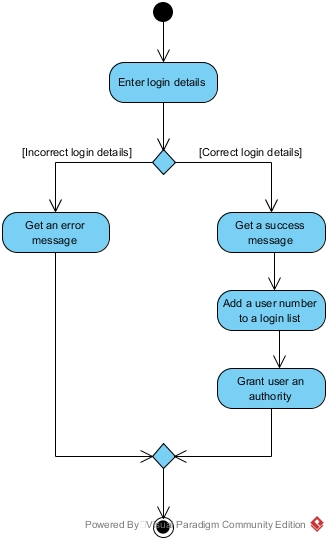 Enter login details
[Incorrect login details]
[Correct login details]
Get an error
message
Get a success
message
Add a user number
to a login list
Grant user an
authority
Powered By Visual Paradigm Community Edition